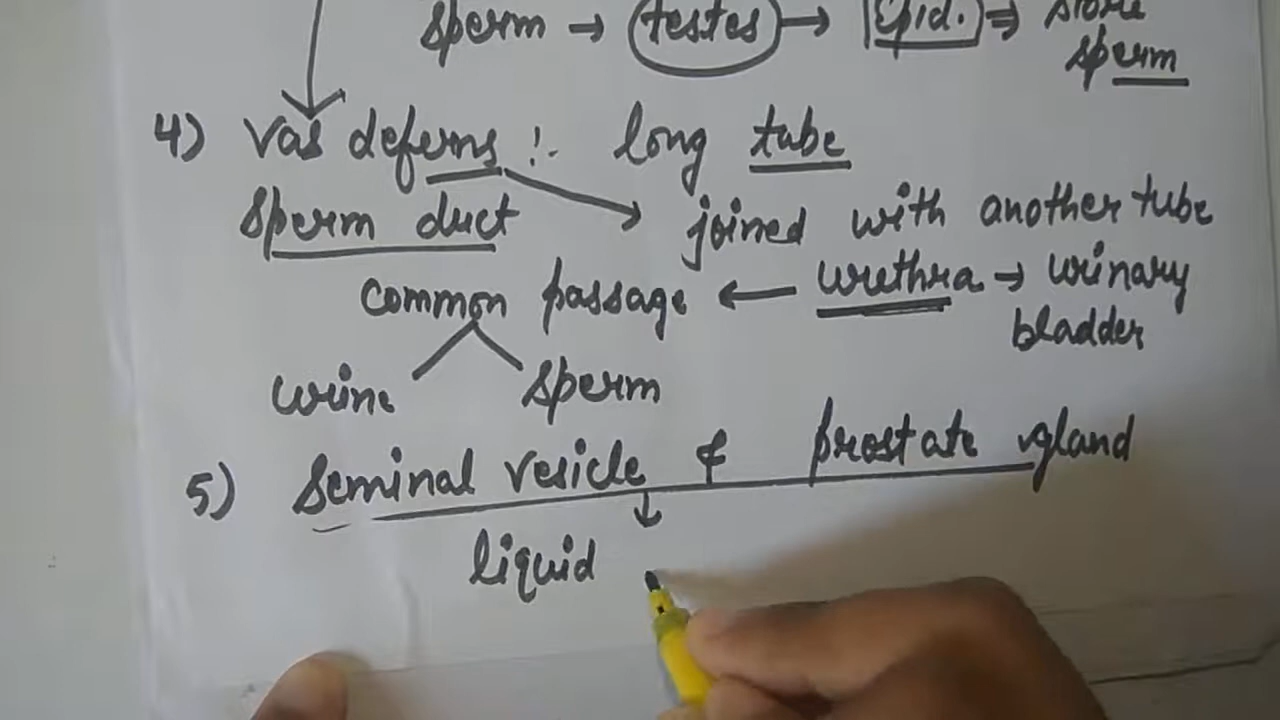 sperm → testes → Epid. ⇒ store
sperm
4) Vas deferns :- long tube
sperm duct → joined with another tube
common passage ← urethra → urinary
bladder
urine sperm
5) seminal vesicle & prostate gland
↓
liquid